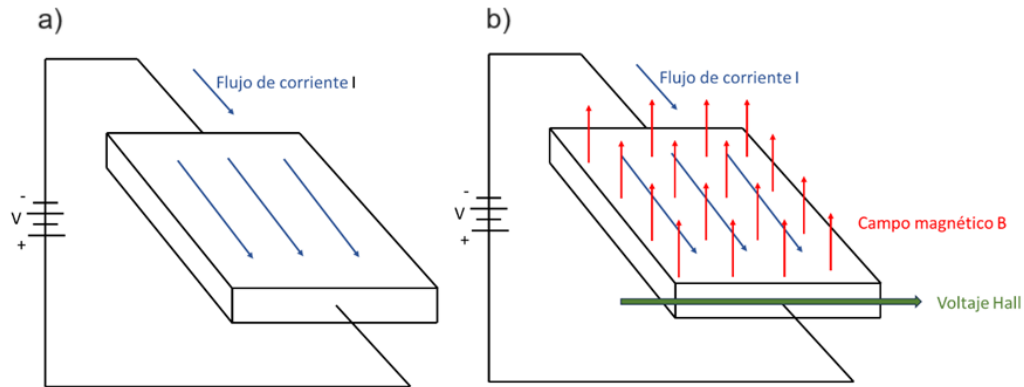 a)
Flujo de corriente I
-
V
+
b)
Flujo de corriente I
-
V
+
Campo magnético B
Voltaje Hall